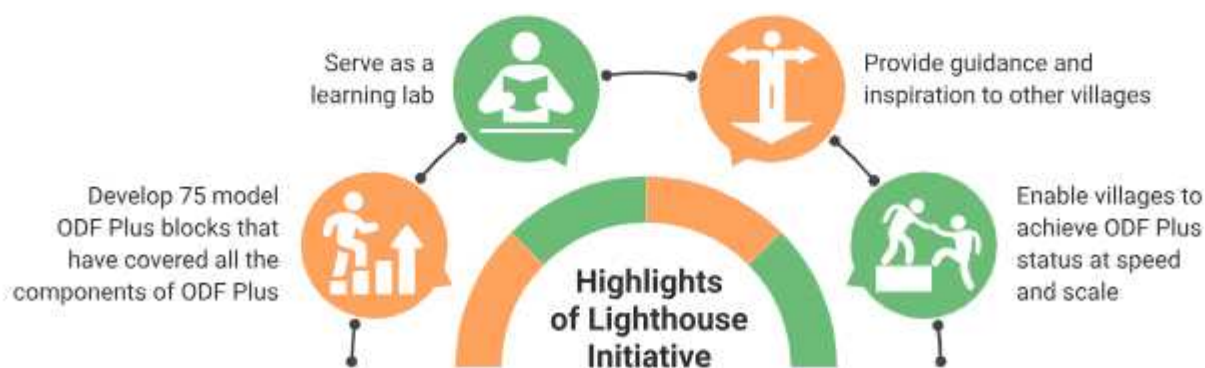 Serve as a
learning lab
Provide guidance and
inspiration to other villages
Develop 75 model
ODF Plus blocks that
have covered all the
components of ODF Plus
Enable villages to
achieve ODF Plus
status at speed
and scale
Highlights
of Lighthouse
Initiative